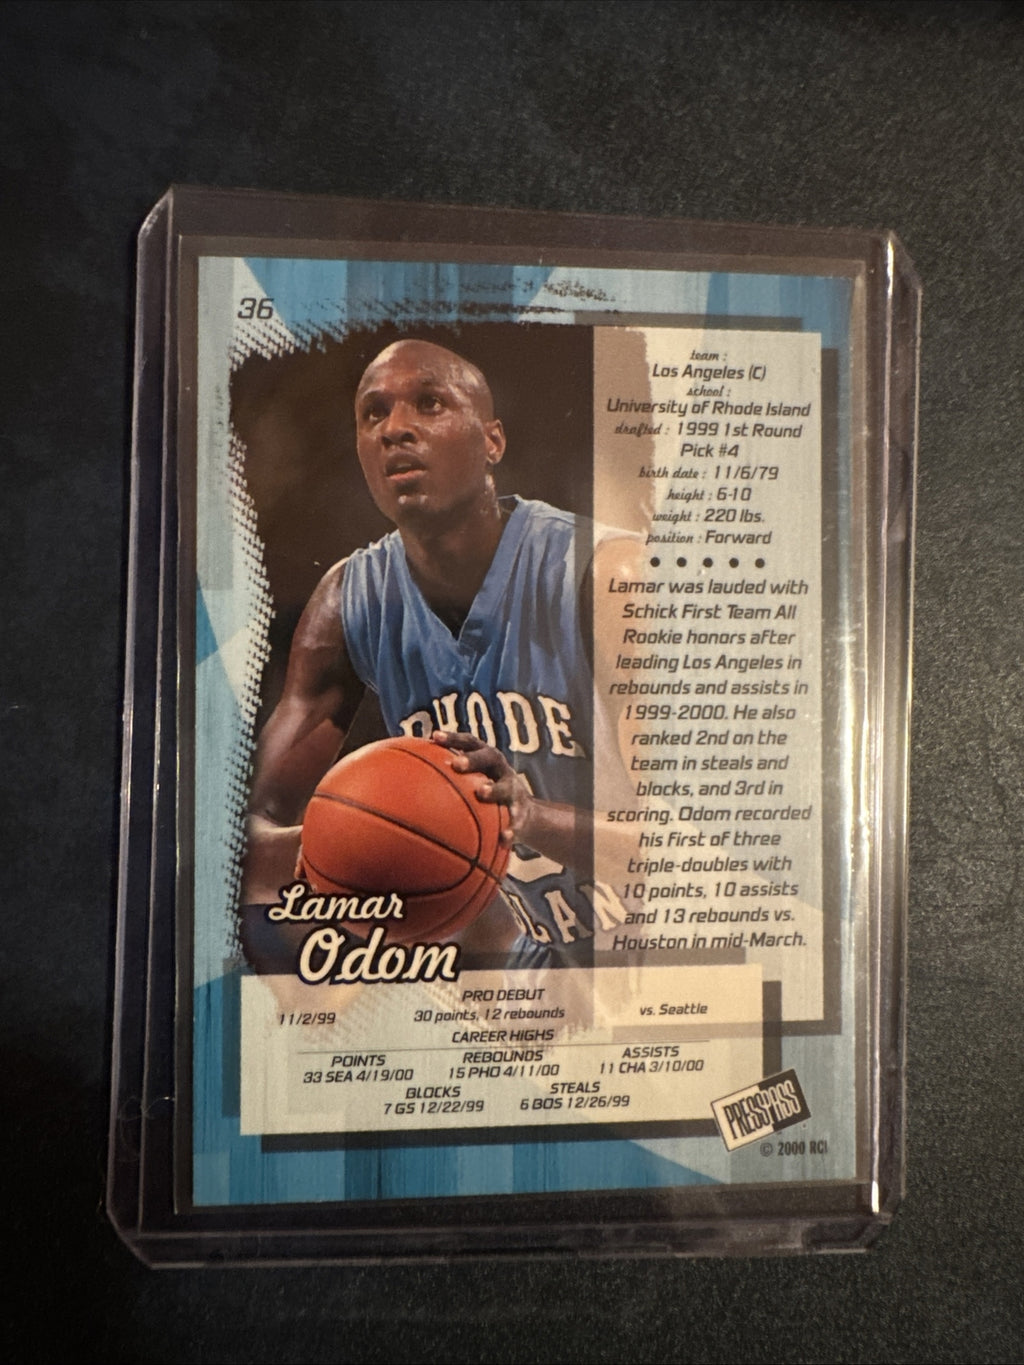 36
team :
Los Angeles (C)
school :
University of Rhode Island
drafted : 1999 1st Round
Pick #4
birth date : 11/6/79
height : 6-10
weight : 220 lbs.
position : Forward
Lamar was lauded with
Schick First Team All
Rookie honors after
leading Los Angeles in
rebounds and assists in
1999-2000. He also
ranked 2nd on the
team in steals and
blocks, and 3rd in
scoring. Odom recorded
his first of three
triple-doubles with
10 points, 10 assists
and 13 rebounds vs.
Houston in mid-March.
RHODE
LAN
Lamar
Odom
PRO DEBUT
11/2/99 30 points, 12 rebounds vs. Seattle
CAREER HIGHS
POINTS REBOUNDS ASSISTS
33 SEA 4/19/00 15 PHO 4/11/00 11 CHA 3/10/00
BLOCKS STEALS
7 GS 12/22/99 6 BOS 12/26/99
PRESS PASS
© 2000 RCI